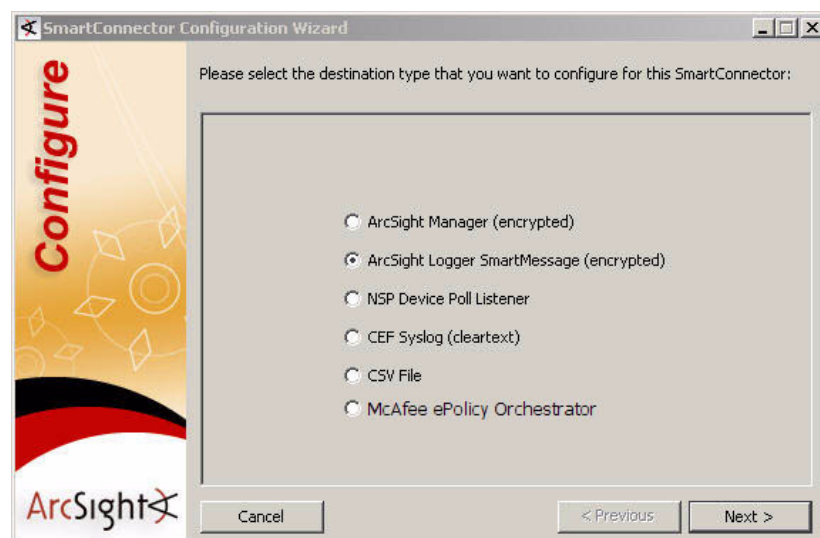 SmartConnector Configuration Wizard
Configure
Please select the destination type that you want to configure for this SmartConnector:
ArcSight Manager (encrypted)
ArcSight Logger SmartMessage (encrypted)
NSP Device Poll Listener
CEF Syslog (cleartext)
CSV File
McAfee ePolicy Orchestrator
ArcSight
Cancel
< Previous
Next >